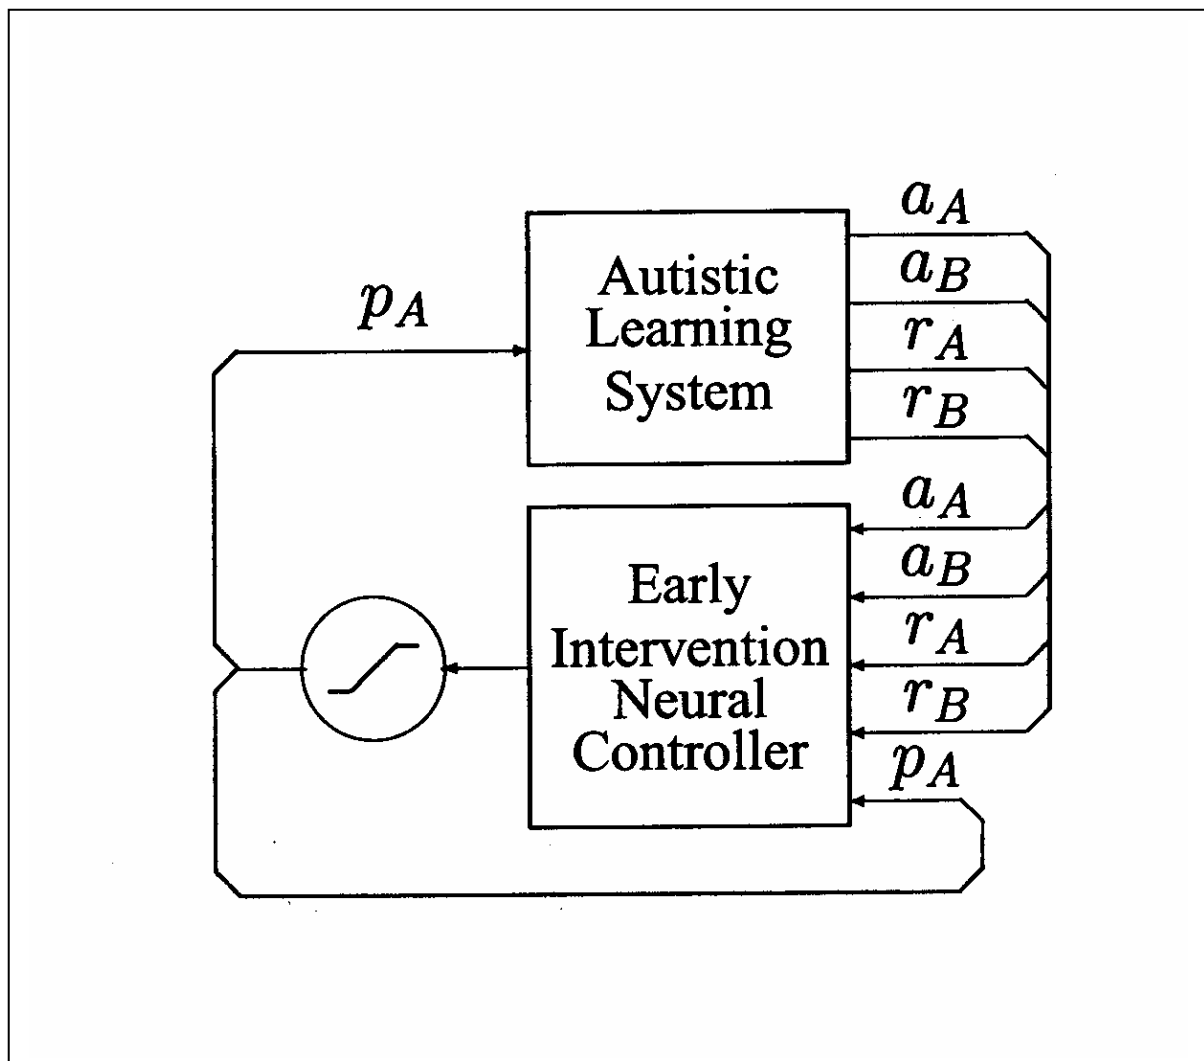 a_A
Autistic
a_B
p_A
Learning
r_A
System
r_B
a_A
Early
a_B
Intervention
r_A
Neural
r_B
Controller
p_A